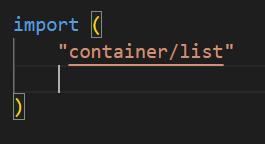 import (
    "container/list"
)